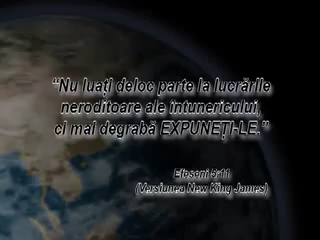 “Nu luați deloc parte la lucrările
neroditoare ale întunericului,
ci mai degrabă EXPUNEȚI-LE.”
Efeseni 5:11
(Versiunea New King James)